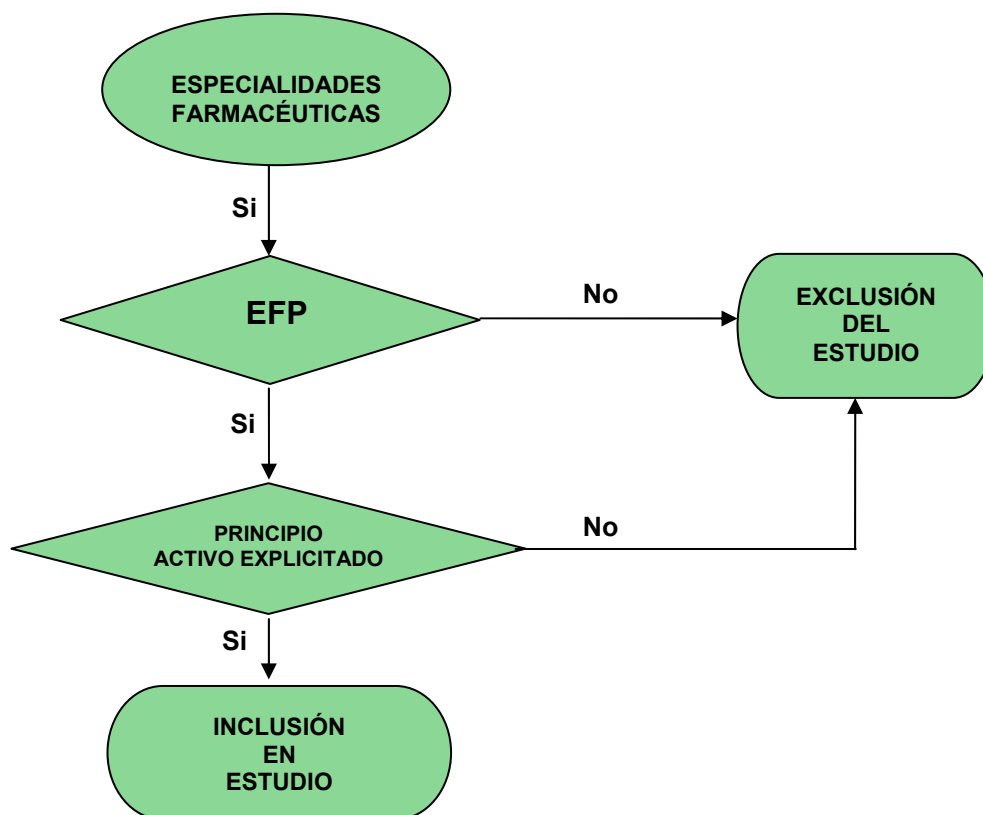 ESPECIALIDADES
FARMACÉUTICAS
Si
EFP
No
EXCLUSIÓN
DEL
ESTUDIO
Si
PRINCIPIO
ACTIVO EXPLICITADO
No
Si
INCLUSIÓN
EN
ESTUDIO